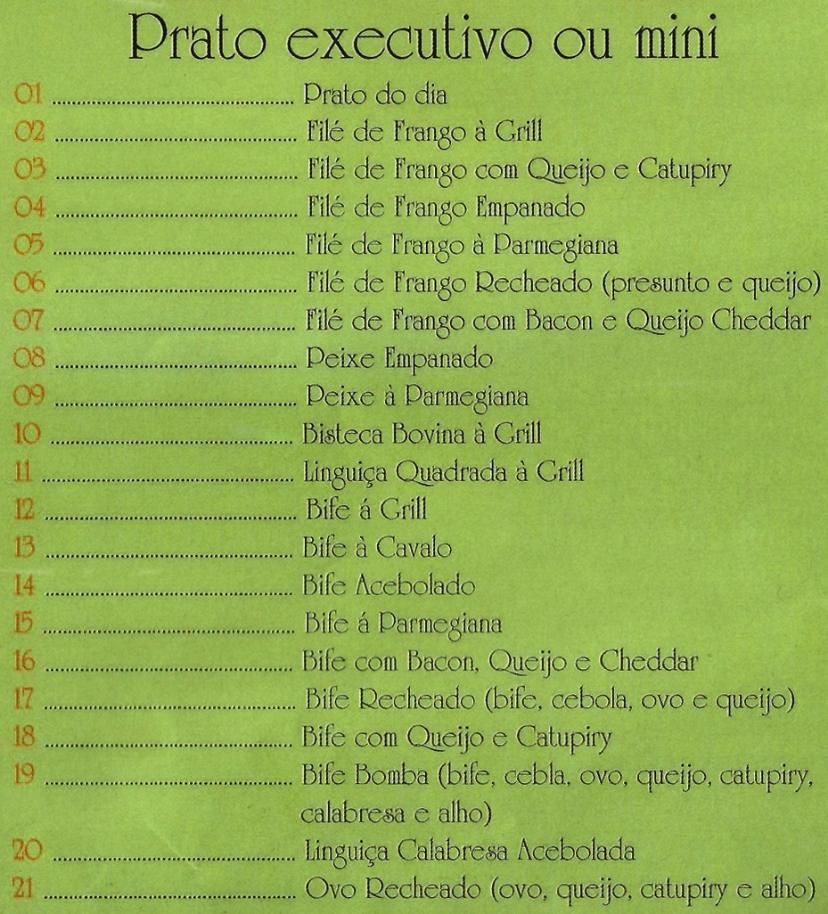 Prato executivo ou mini
01 ........................................... Prato do dia
02 ........................................... Filé de Frango à Grill
03 ........................................... Filé de Frango com Queijo e Catupiry
04 ........................................... Filé de Frango Empanado
05 ........................................... Filé de Frango à Parmegiana
06 ........................................... Filé de Frango Recheado (presunto e queijo)
07 ........................................... Filé de Frango com Bacon e Queijo Cheddar
08 ........................................... Peixe Empanado
09 ........................................... Peixe à Parmegiana
10 ........................................... Bisteca Bovina à Grill
11 ........................................... Linguiça Quadrada à Grill
12 ........................................... Bife á Grill
13 ........................................... Bife à Cavalo
14 ........................................... Bife Acebolado
15 ........................................... Bife á Parmegiana
16 ........................................... Bife com Bacon, Queijo e Cheddar
17 ........................................... Bife Recheado (bife, cebola, ovo e queijo)
18 ........................................... Bife com Queijo e Catupiry
19 ........................................... Bife Bomba (bife, cebla, ovo, queijo, catupiry,
calabresa e alho)
20 ........................................... Linguiça Calabresa Acebolada
21 ........................................... Ovo Recheado (ovo, queijo, catupiry e alho)